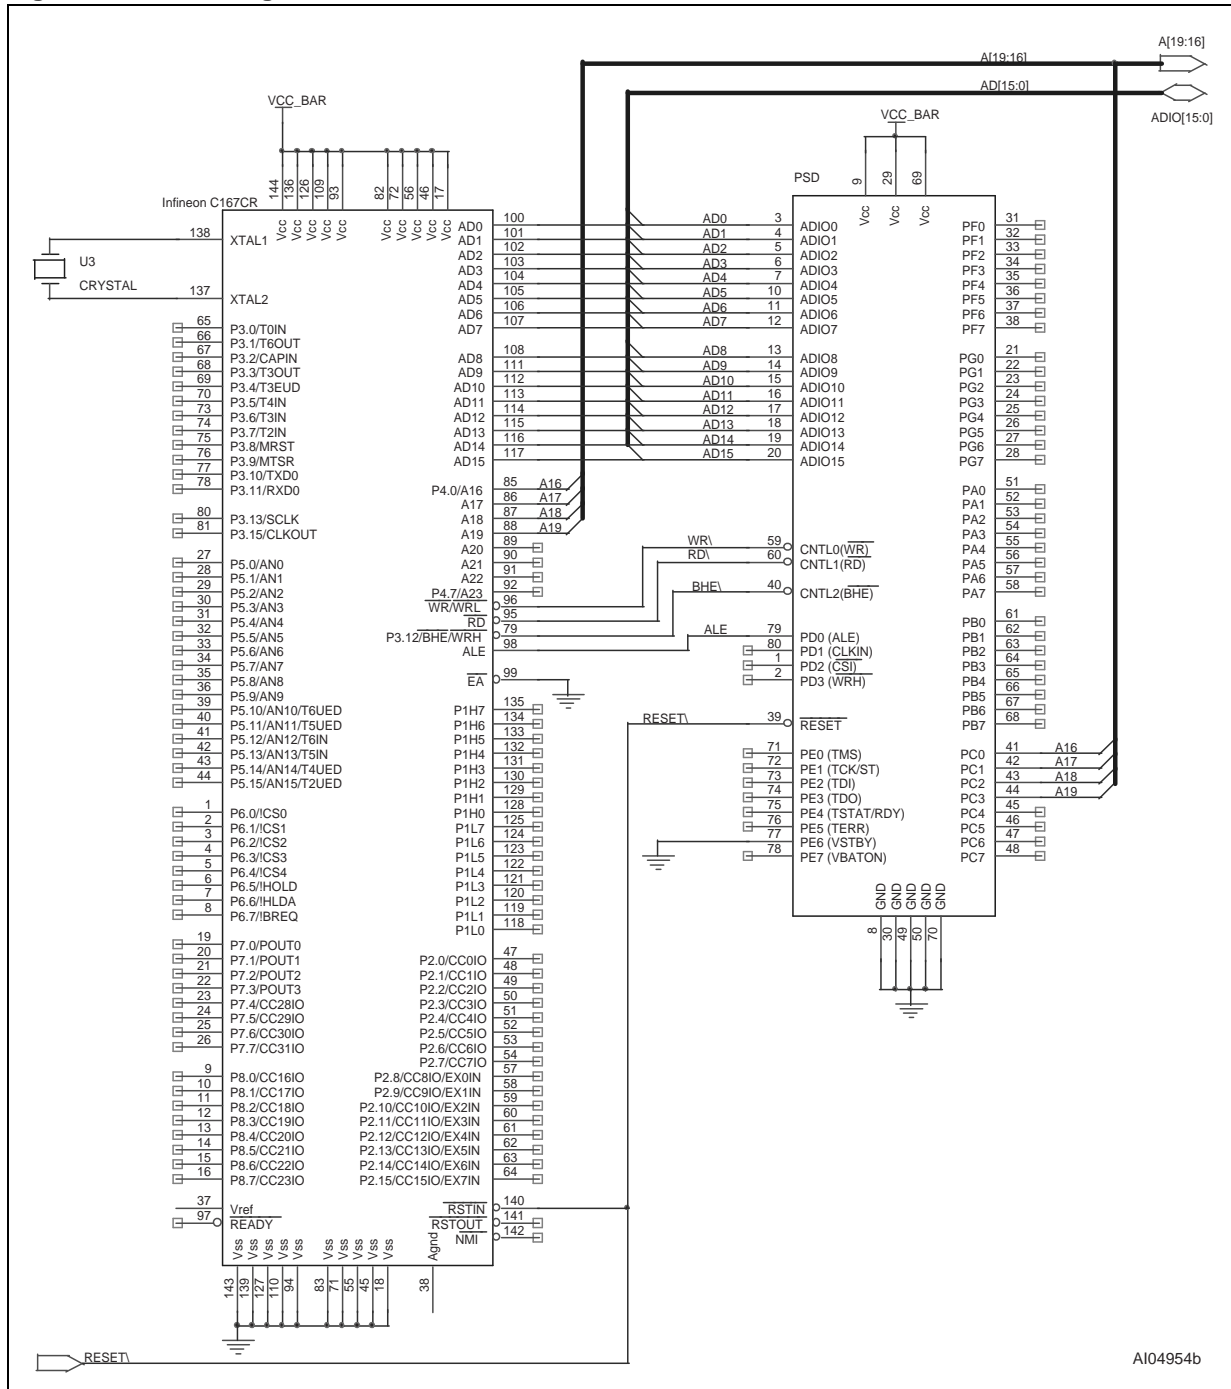 A[19:16]
A[19:16]
AD[15:0]
ADIO[15:0]
VCC_BAR
VCC_BAR
Infineon C167CR
144 136 126 109 93 82 72 56 46 17
Vcc Vcc Vcc Vcc Vcc Vcc Vcc Vcc Vcc Vcc
138 XTAL1
U3
CRYSTAL
137 XTAL2
65 P3.0/T0IN
66 P3.1/T6OUT
67 P3.2/CAPIN
68 P3.3/T3OUT
69 P3.4/T3EUD
70 P3.5/T4IN
73 P3.6/T3IN
74 P3.7/T2IN
75 P3.8/MRST
76 P3.9/MTSR
77 P3.10/TXD0
78 P3.11/RXD0
80 P3.13/SCLK
81 P3.15/CLKOUT
27 P5.0/AN0
28 P5.1/AN1
29 P5.2/AN2
30 P5.3/AN3
31 P5.4/AN4
32 P5.5/AN5
33 P5.6/AN6
34 P5.7/AN7
35 P5.8/AN8
36 P5.9/AN9
39 P5.10/AN10/T6UED
40 P5.11/AN11/T5UED
41 P5.12/AN12/T6IN
42 P5.13/AN13/T5IN
43 P5.14/AN14/T4UED
44 P5.15/AN15/T2UED
1 P6.0/!CS0
2 P6.1/!CS1
3 P6.2/!CS2
4 P6.3/!CS3
5 P6.4/!CS4
6 P6.5/!HOLD
7 P6.6/!HLDA
8 P6.7/!BREQ
19 P7.0/POUT0
20 P7.1/POUT1
21 P7.2/POUT2
22 P7.3/POUT3
23 P7.4/CC28IO
24 P7.5/CC29IO
25 P7.6/CC30IO
26 P7.7/CC31IO
9 P8.0/CC16IO
10 P8.1/CC17IO
11 P8.2/CC18IO
12 P8.3/CC19IO
13 P8.4/CC20IO
14 P8.5/CC21IO
15 P8.6/CC22IO
16 P8.7/CC23IO
37 Vref
97 READY
Vss Vss Vss Vss Vss Vss Vss Vss Vss Vss Agnd
143 139 127 110 94 83 71 55 45 18 38
AD0 100
AD1 101
AD2 102
AD3 103
AD4 104
AD5 105
AD6 106
AD7 107
AD8 108
AD9 111
AD10 112
AD11 113
AD12 114
AD13 115
AD14 116
AD15 117
P4.0/A16 85 A16
A17 86 A17
A18 87 A18
A19 88 A19
A20 89
A21 90
A22 91
P4.7/A23 92
WR/WRL 96
RD 95
P3.12/BHE/WRH 79
ALE 98
EA 99
P1H7 135
P1H6 134
P1H5 133
P1H4 132
P1H3 131
P1H2 130
P1H1 129
P1H0 128
P1L7 125
P1L6 124
P1L5 123
P1L4 122
P1L3 121
P1L2 120
P1L1 119
P1L0 118
P2.0/CC0IO 47
P2.1/CC1IO 48
P2.2/CC2IO 49
P2.3/CC3IO 50
P2.4/CC4IO 51
P2.5/CC5IO 52
P2.6/CC6IO 53
P2.7/CC7IO 54
P2.8/CC8IO/EX0IN 57
P2.9/CC9IO/EX1IN 58
P2.10/CC10IO/EX2IN 59
P2.11/CC11IO/EX3IN 60
P2.12/CC12IO/EX4IN 61
P2.13/CC13IO/EX5IN 62
P2.14/CC14IO/EX6IN 63
P2.15/CC15IO/EX7IN 64
RSTIN 140
RSTOUT 141
NMI 142
PSD
9 29 69
Vcc Vcc Vcc
AD0 3 ADIO0
AD1 4 ADIO1
AD2 5 ADIO2
AD3 6 ADIO3
AD4 7 ADIO4
AD5 10 ADIO5
AD6 11 ADIO6
AD7 12 ADIO7
AD8 13 ADIO8
AD9 14 ADIO9
AD10 15 ADIO10
AD11 16 ADIO11
AD12 17 ADIO12
AD13 18 ADIO13
AD14 19 ADIO14
AD15 20 ADIO15
WR\ 59 CNTL0(WR)
RD\ 60 CNTL1(RD)
BHE\ 40 CNTL2(BHE)
ALE 79 PD0 (ALE)
80 PD1 (CLKIN)
1 PD2 (CSI)
2 PD3 (WRH)
RESET\ 39 RESET
71 PE0 (TMS)
72 PE1 (TCK/ST)
73 PE2 (TDI)
74 PE3 (TDO)
75 PE4 (TSTAT/RDY)
76 PE5 (TERR)
77 PE6 (VSTBY)
78 PE7 (VBATON)
PF0 31
PF1 32
PF2 33
PF3 34
PF4 35
PF5 36
PF6 37
PF7 38
PG0 21
PG1 22
PG2 23
PG3 24
PG4 25
PG5 26
PG6 27
PG7 28
PA0 51
PA1 52
PA2 53
PA3 54
PA4 55
PA5 56
PA6 57
PA7 58
PB0 61
PB1 62
PB2 63
PB3 64
PB4 65
PB5 66
PB6 67
PB7 68
PC0 41 A16
PC1 42 A17
PC2 43 A18
PC3 44 A19
PC4 45
PC5 46
PC6 47
PC7 48
GND GND GND GND GND
8 30 49 50 70
RESET\
AI04954b